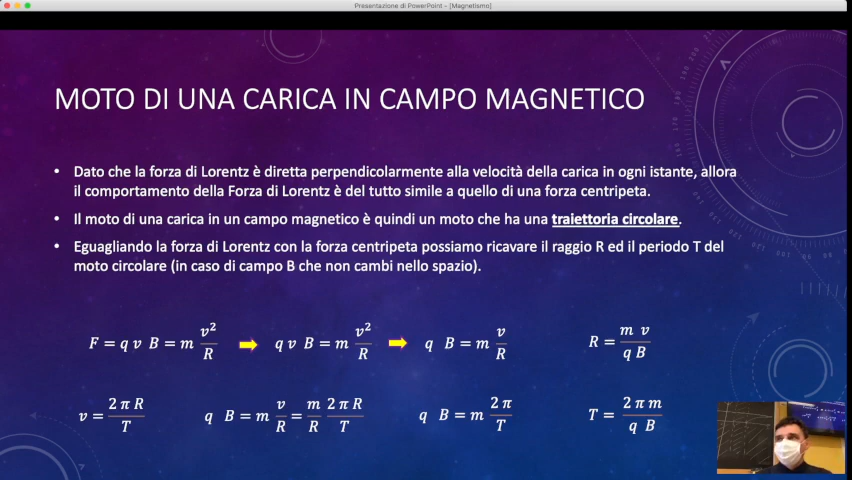 Presentazione di PowerPoint - [Magnetismo]
MOTO DI UNA CARICA IN CAMPO MAGNETICO
• Dato che la forza di Lorentz è diretta perpendicolarmente alla velocità della carica in ogni istante, allora
il comportamento della Forza di Lorentz è del tutto simile a quello di una forza centripeta.
• Il moto di una carica in un campo magnetico è quindi un moto che ha una traiettoria circolare.
• Eguagliando la forza di Lorentz con la forza centripeta possiamo ricavare il raggio R ed il periodo T del
moto circolare (in caso di campo B che non cambi nello spazio).
F = q v B = m v²/R → q v B = m v²/R → q B = m v/R R = m v/q B
v = 2 π R/T q B = m v/R = m/R 2 π R/T q B = m 2 π/T T = 2 π m/q B